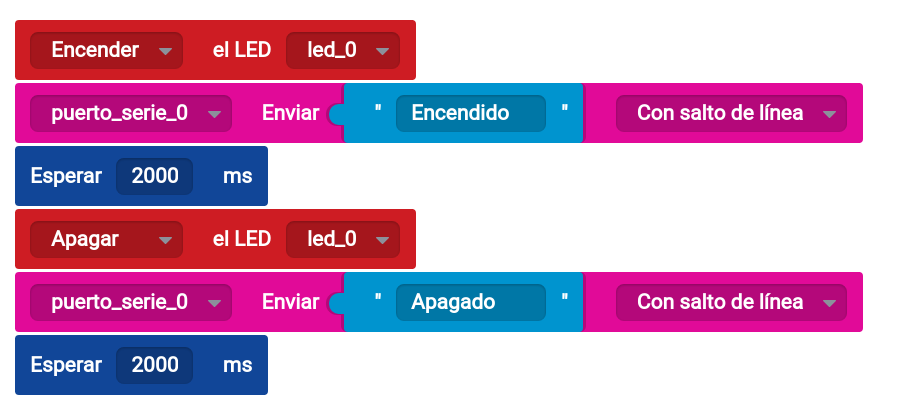 Encender el LED led_0
puerto_serie_0 Enviar " Encendido " Con salto de línea
Esperar 2000 ms
Apagar el LED led_0
puerto_serie_0 Enviar " Apagado " Con salto de línea
Esperar 2000 ms